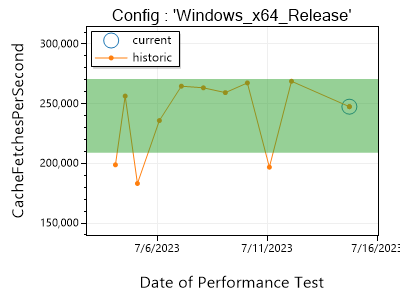 Config : 'Windows_x64_Release'
current
historic
300,000
250,000
200,000
150,000
CacheFetchesPerSecond
7/6/2023
7/11/2023
7/16/2023
Date of Performance Test